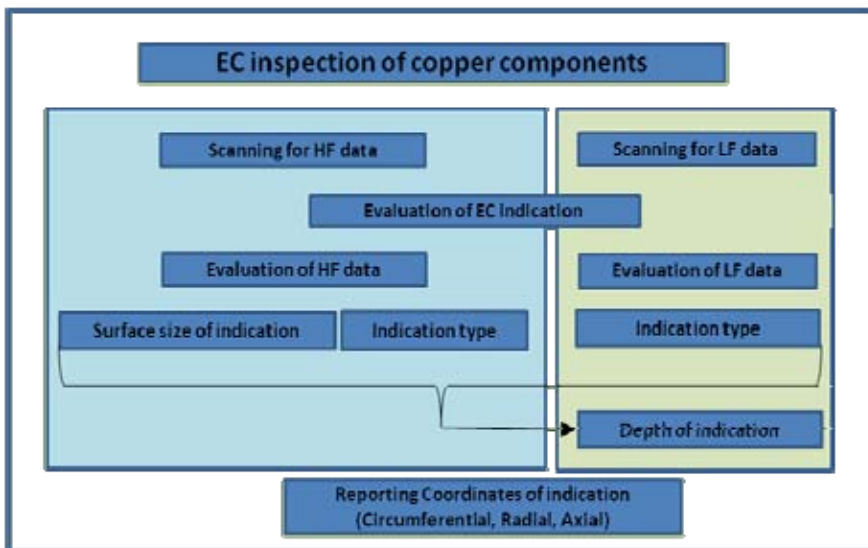 EC inspection of copper components
Scanning for HF data
Scanning for LF data
Evaluation of EC indication
Evaluation of HF data
Evaluation of LF data
Surface size of indication
Indication type
Indication type
Depth of indication
Reporting Coordinates of indication
(Circumferential, Radial, Axial)